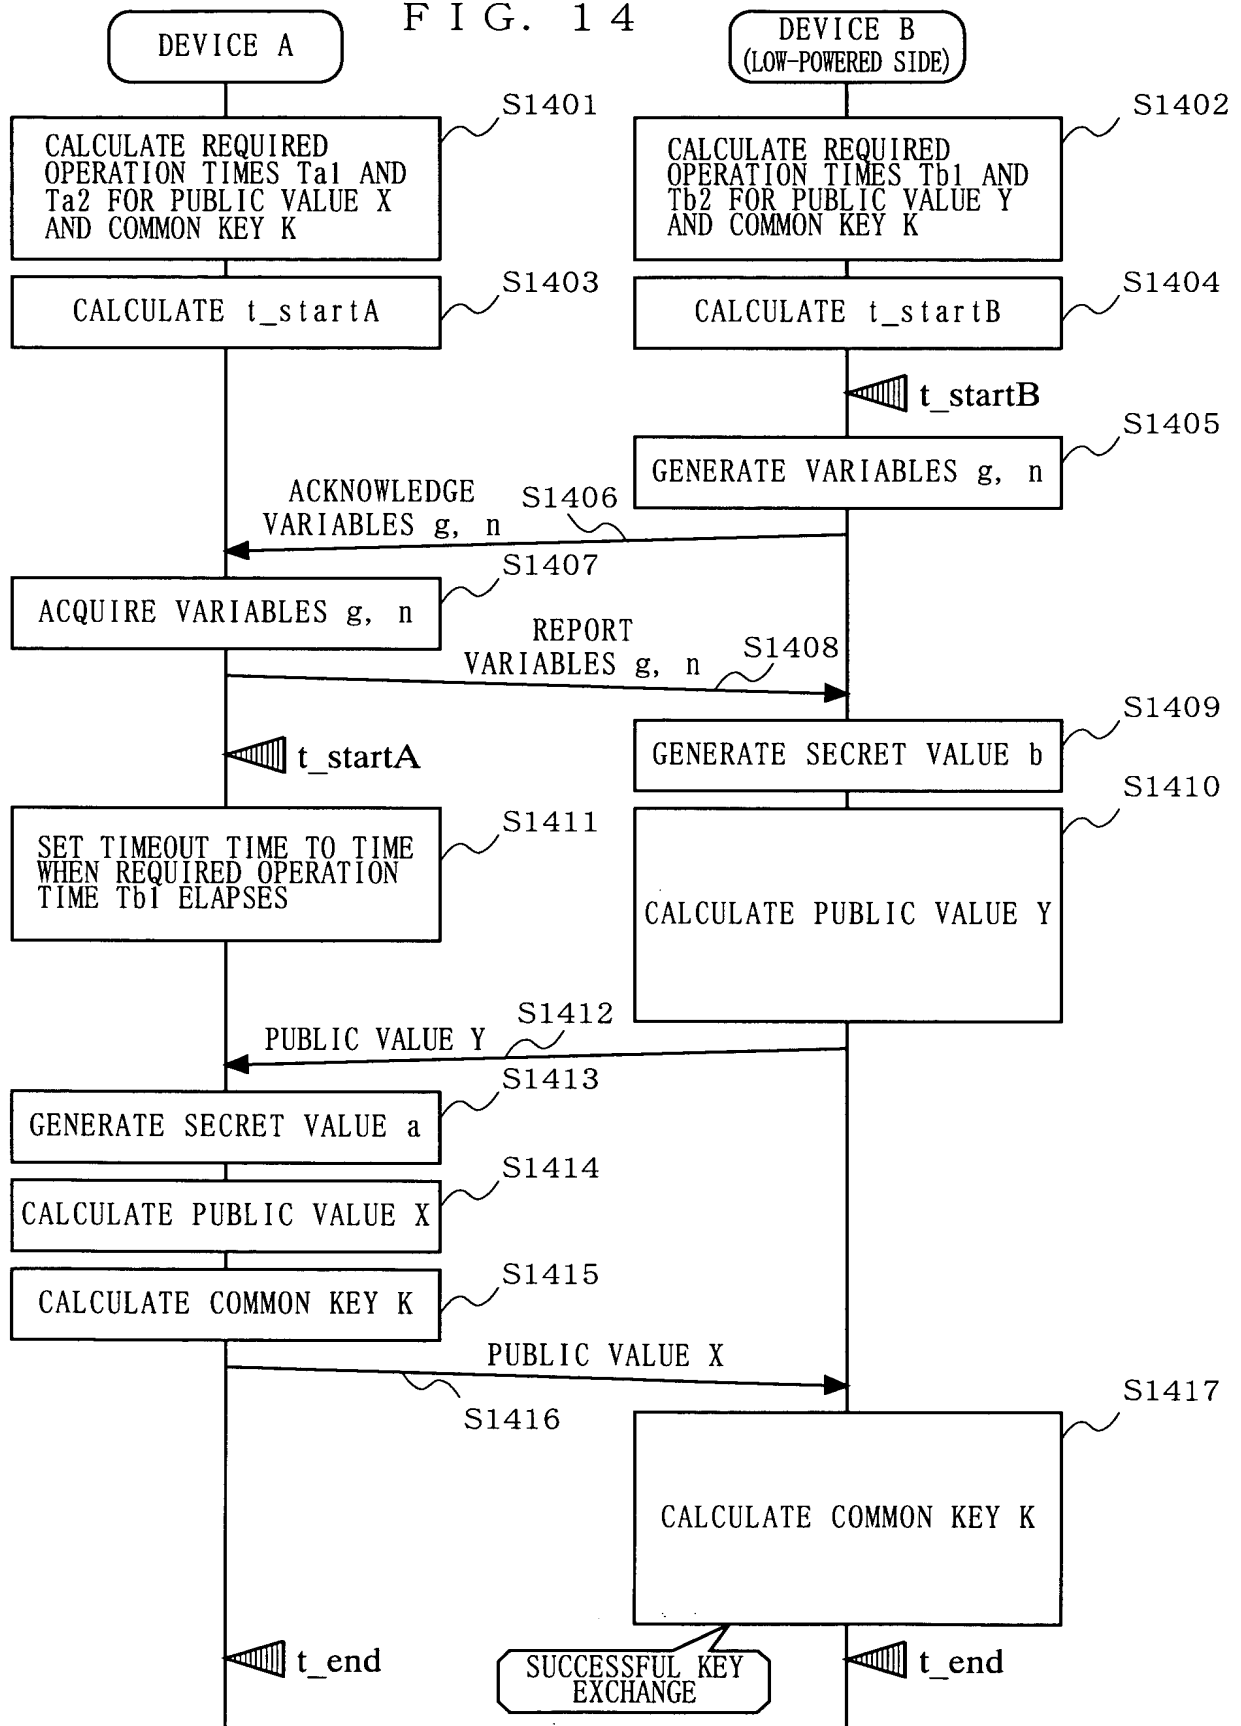 FIG. 14
DEVICE A
DEVICE B
(LOW-POWERED SIDE)
S1401
CALCULATE REQUIRED
OPERATION TIMES Ta1 AND
Ta2 FOR PUBLIC VALUE X
AND COMMON KEY K
S1402
CALCULATE REQUIRED
OPERATION TIMES Tb1 AND
Tb2 FOR PUBLIC VALUE Y
AND COMMON KEY K
S1403
CALCULATE t_startA
S1404
CALCULATE t_startB
t_startB
S1405
GENERATE VARIABLES g, n
S1406
ACKNOWLEDGE
VARIABLES g, n
S1407
ACQUIRE VARIABLES g, n
REPORT
VARIABLES g, n
S1408
S1409
GENERATE SECRET VALUE b
t_startA
S1410
CALCULATE PUBLIC VALUE Y
S1411
SET TIMEOUT TIME TO TIME
WHEN REQUIRED OPERATION
TIME Tb1 ELAPSES
S1412
PUBLIC VALUE Y
S1413
GENERATE SECRET VALUE a
S1414
CALCULATE PUBLIC VALUE X
S1415
CALCULATE COMMON KEY K
PUBLIC VALUE X
S1416
S1417
CALCULATE COMMON KEY K
t_end
SUCCESSFUL KEY
EXCHANGE
t_end